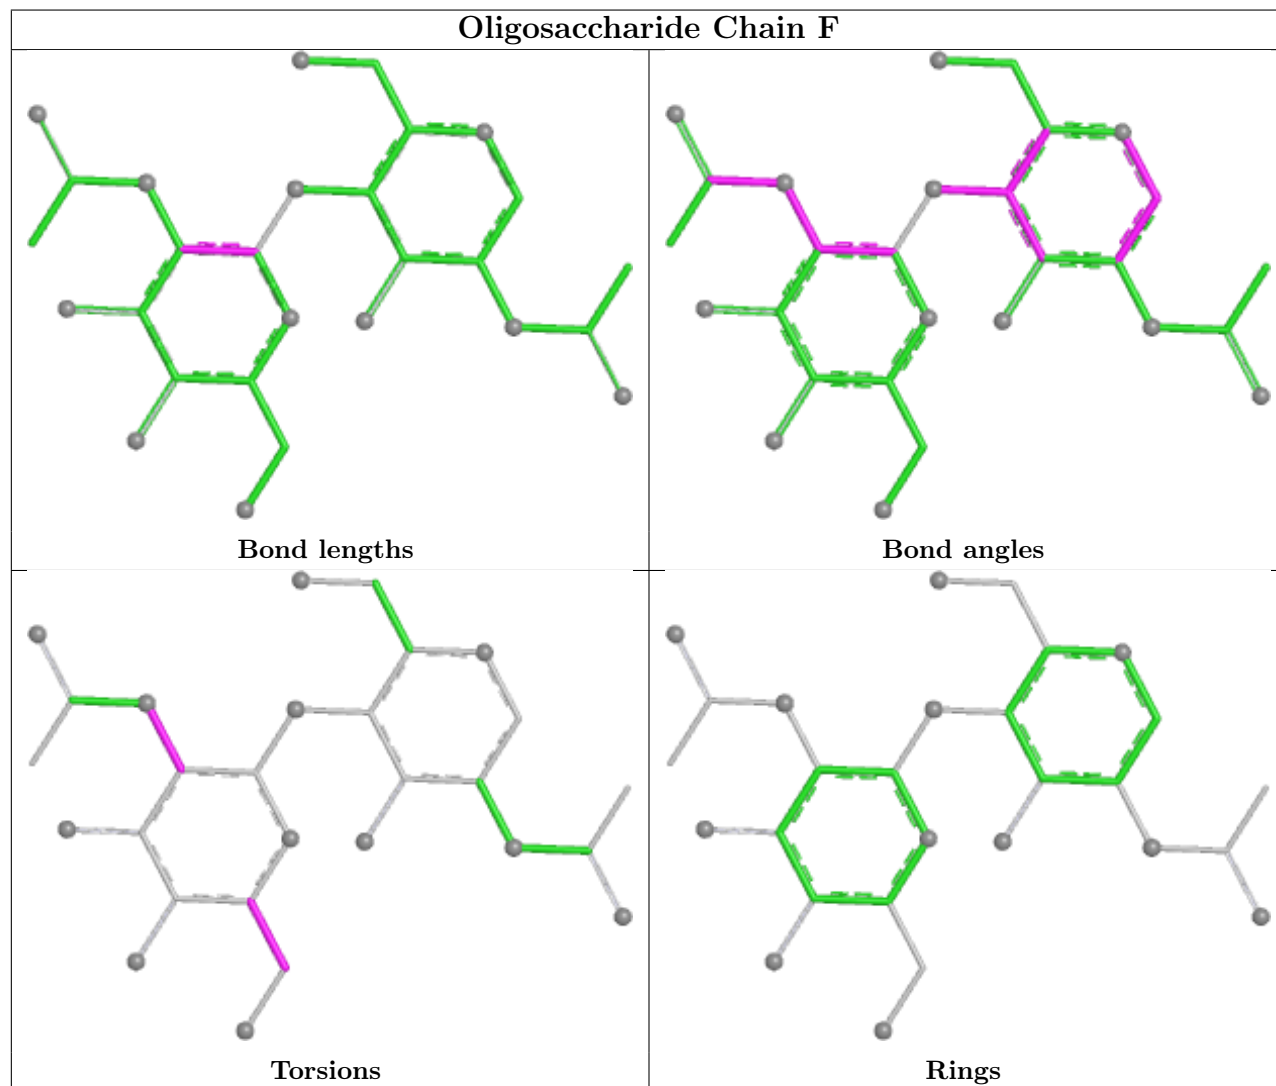 Oligosaccharide Chain F
Bond lengths
Bond angles
Torsions
Rings